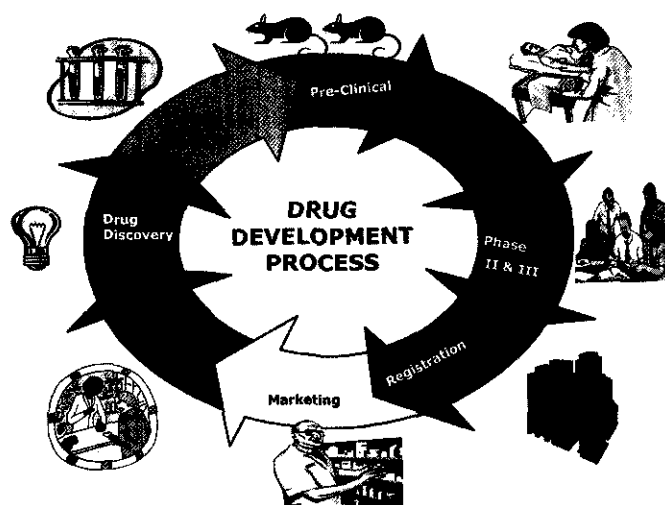 Pre-Clinical
DRUG
DEVELOPMENT
PROCESS
Drug
Discovery
Phase
II & III
Registration
Marketing